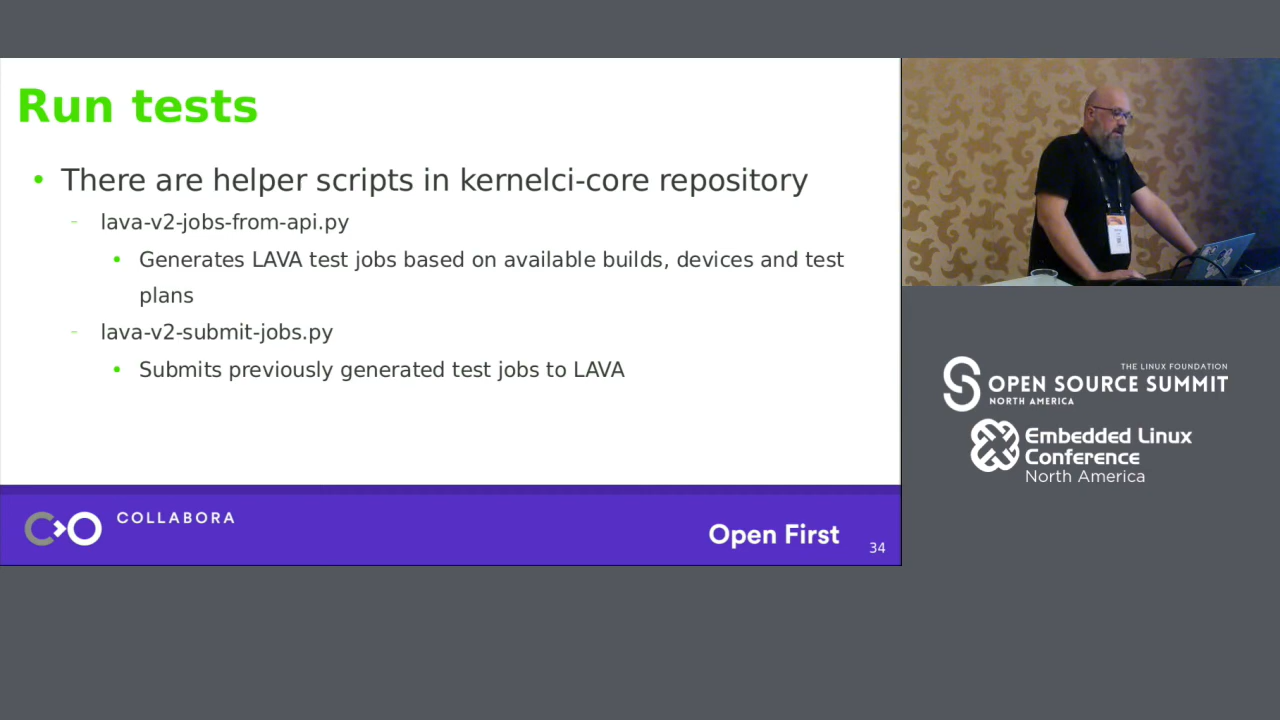 Run tests
• There are helper scripts in kernelci-core repository
– lava-v2-jobs-from-api.py
• Generates LAVA test jobs based on available builds, devices and test
plans
– lava-v2-submit-jobs.py
• Submits previously generated test jobs to LAVA
COLLABORA
Open First
34
THE LINUX FOUNDATION
OPEN SOURCE SUMMIT
NORTH AMERICA
Embedded Linux
Conference
North America